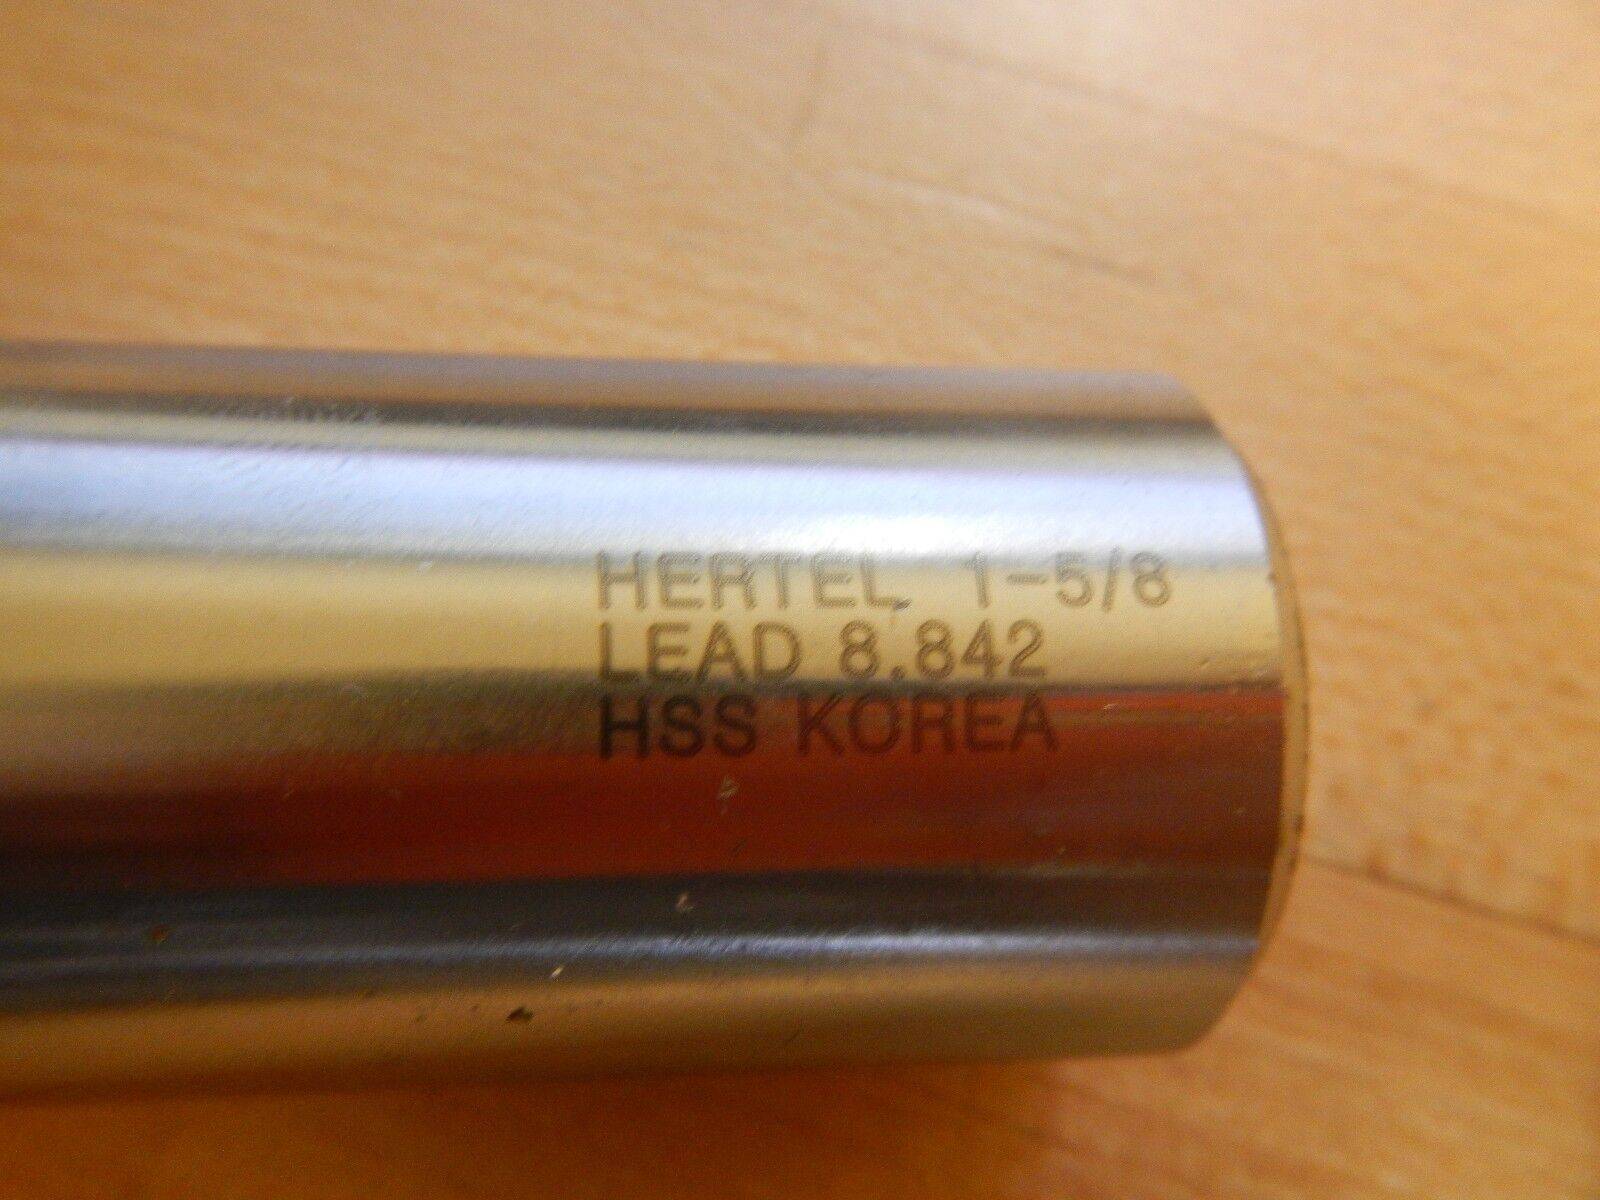 HERTEL 1-5/8
LEAD 8.842
HSS KOREA